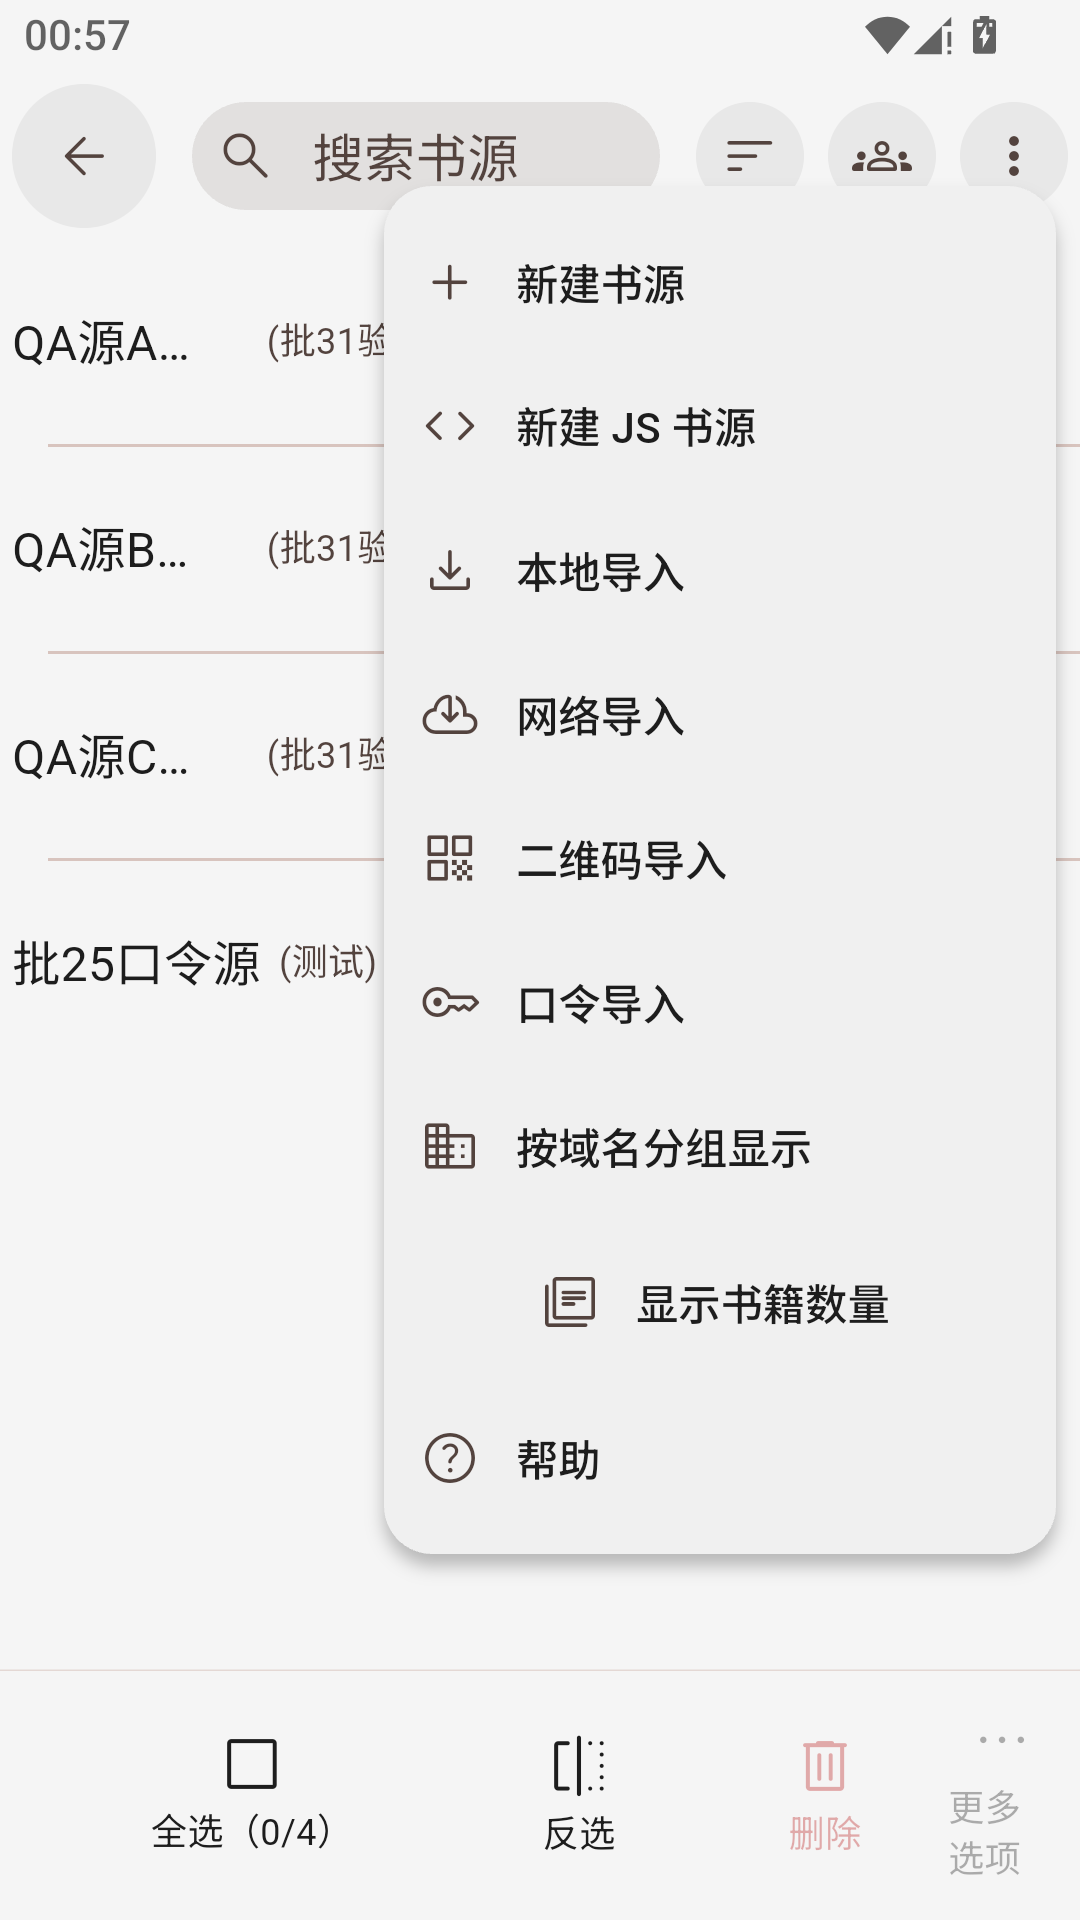 00:57
搜索书源
新建书源
QA源A... (批31验
新建 JS 书源
QA源B... (批31验
本地导入
网络导入
QA源C... (批31验
二维码导入
批25口令源 (测试)
口令导入
按域名分组显示
显示书籍数量
帮助
全选（0/4）
反选
删除
更多
选项